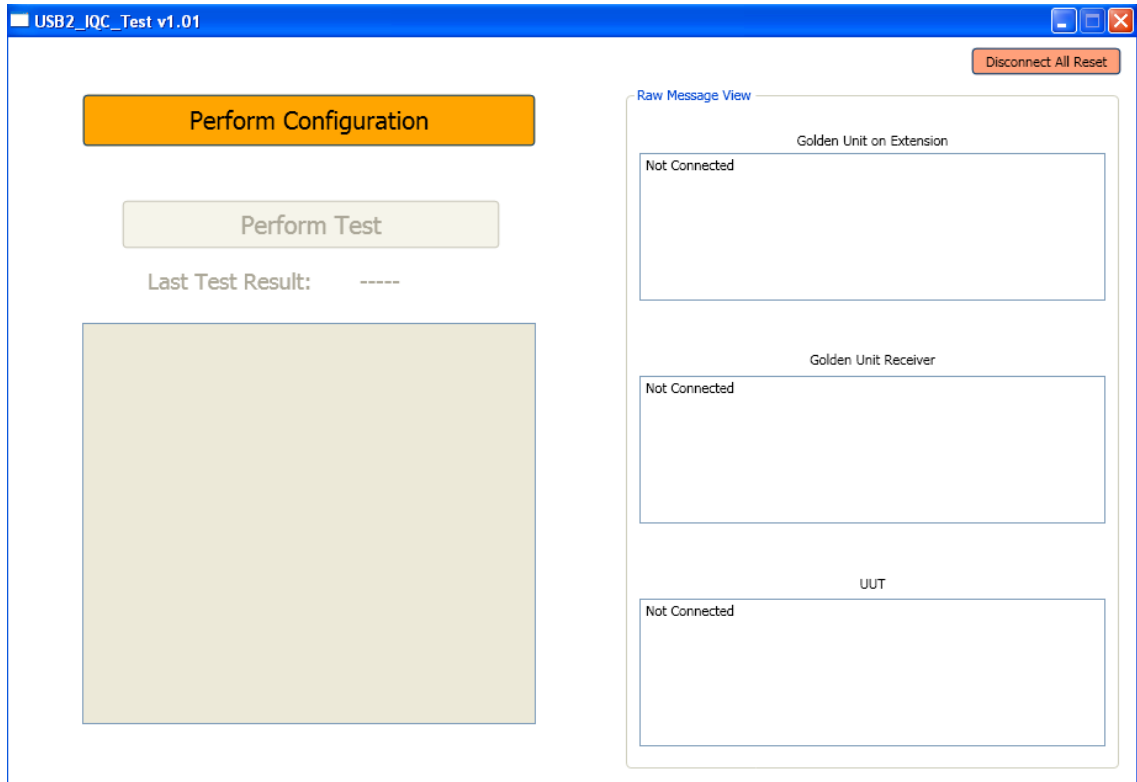 USB2_IQC_Test v1.01
Disconnect All Reset
Perform Configuration
Perform Test
Last Test Result: -----
Raw Message View
Golden Unit on Extension
Not Connected
Golden Unit Receiver
Not Connected
UUT
Not Connected